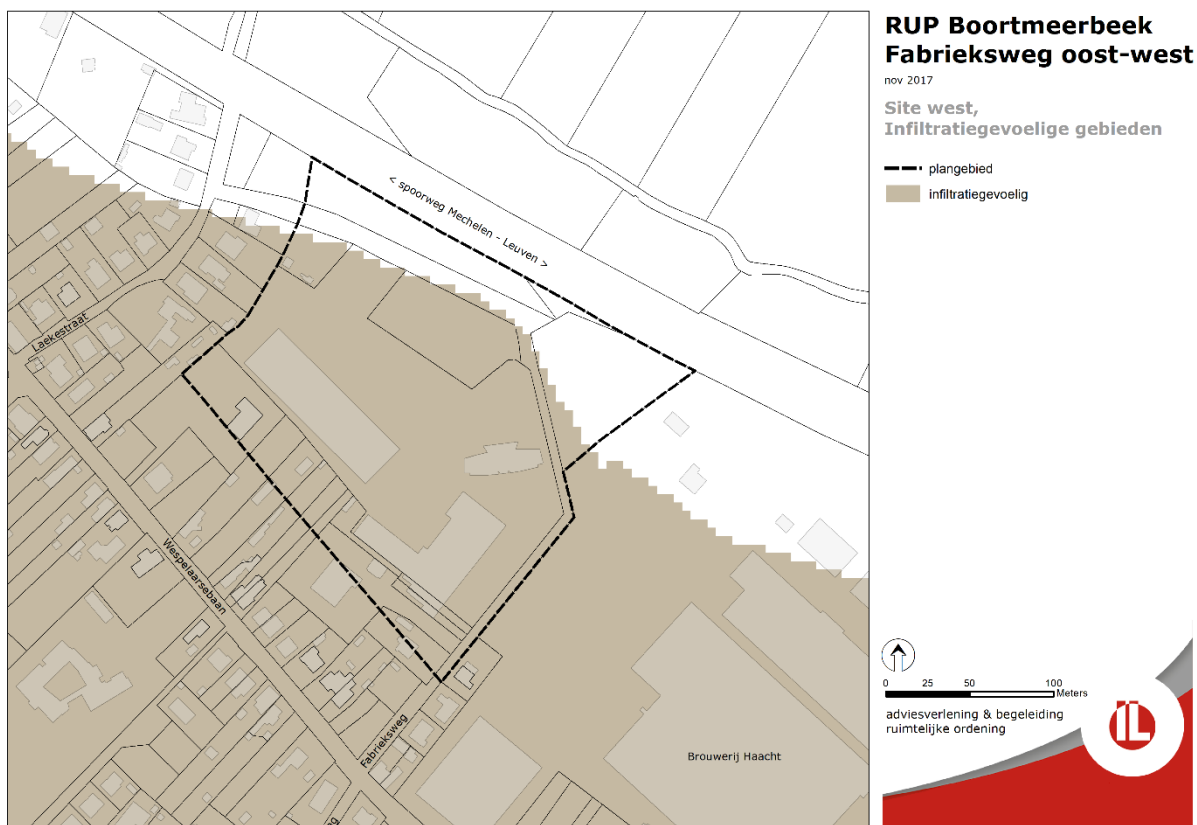 RUP Boortmeerbeek
Fabrieksweg oost-west
nov 2017
Site west,
Infiltratiegevoelige gebieden
plangebied
infiltratiegevoelig
< spoorweg Mechelen - Leuven >
Laekestraat
Wespelaarsebaan
Fabrieksweg
Brouwerij Haacht
0 25 50 100
Meters
adviesverlening & begeleiding
ruimtelijke ordening
IL